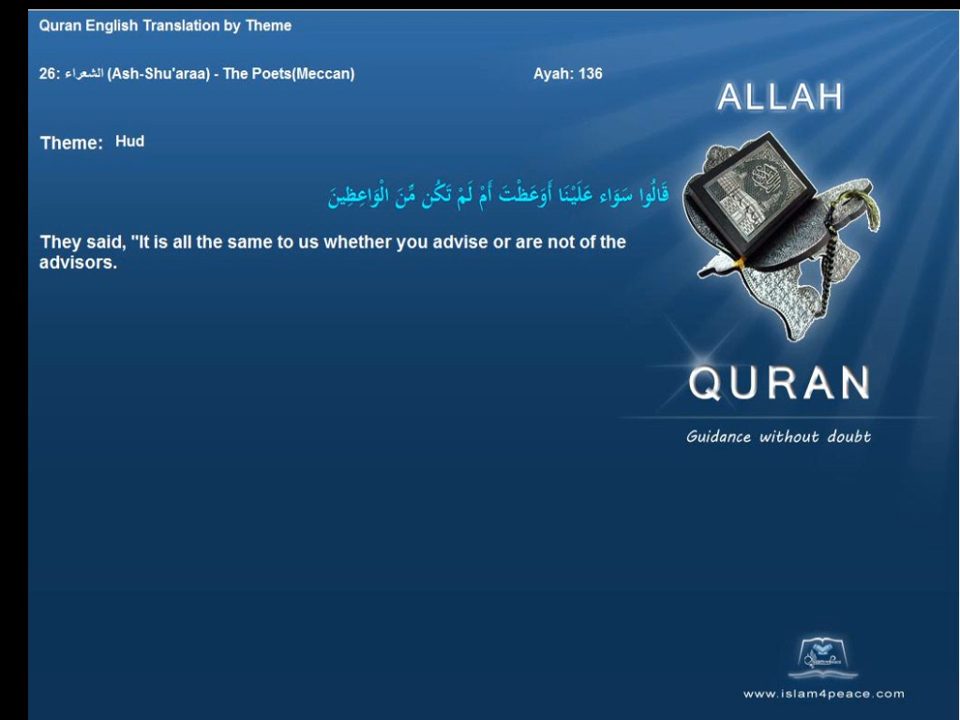 Quran English Translation by Theme
26: الشعراء (Ash-Shu'araa) - The Poets(Meccan) Ayah: 136
ALLAH
Theme: Hud
قَالُوا سَوَاء عَلَيْنَا أَوَعَظْتَ أَمْ لَمْ تَكُن مِّنَ الْوَاعِظِينَ
They said, "It is all the same to us whether you advise or are not of the
advisors.
QURAN
Guidance without doubt
www.islam4peace.com